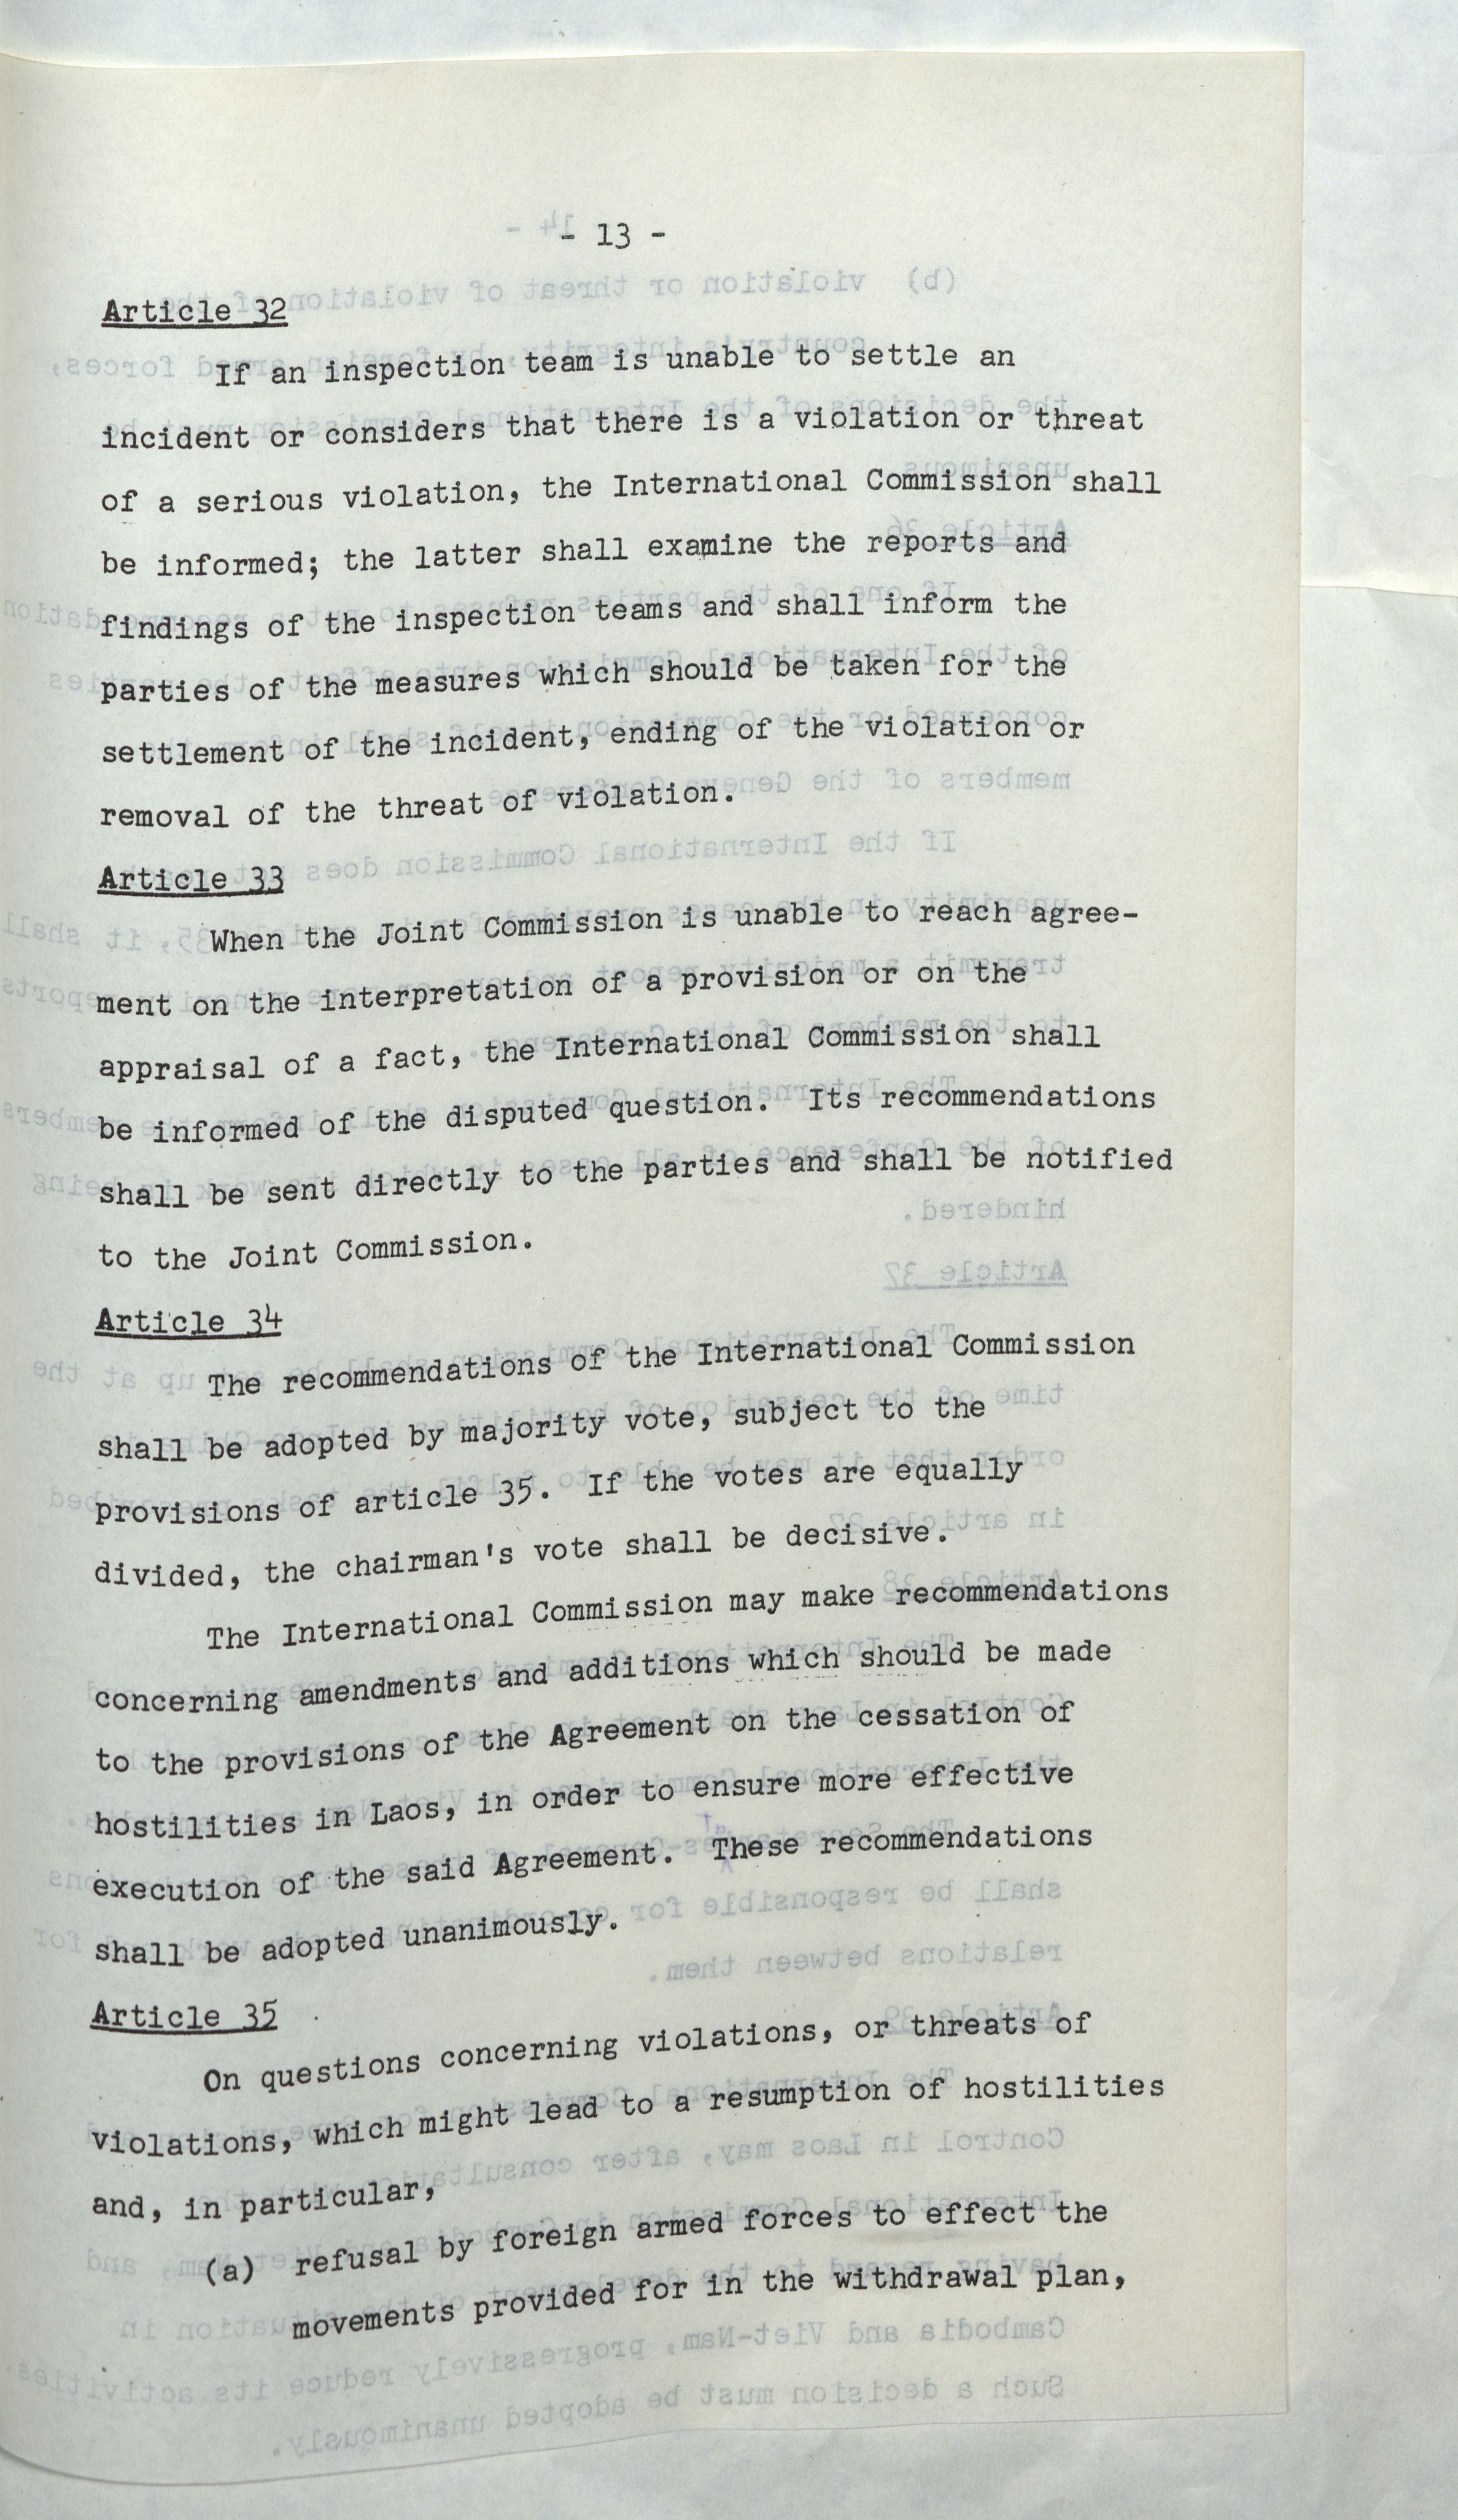 - 13 -
Article 32
If an inspection team is unable to settle an
incident or considers that there is a violation or threat
of a serious violation, the International Commission shall
be informed; the latter shall examine the reports and
findings of the inspection teams and shall inform the
parties of the measures which should be taken for the
settlement of the incident, ending of the violation or
removal of the threat of violation.
Article 33
When the Joint Commission is unable to reach agree-
ment on the interpretation of a provision or on the
appraisal of a fact, the International Commission shall
be informed of the disputed question. Its recommendations
shall be sent directly to the parties and shall be notified
to the Joint Commission.
Article 34
The recommendations of the International Commission
shall be adopted by majority vote, subject to the
provisions of article 35. If the votes are equally
divided, the chairman's vote shall be decisive.
The International Commission may make recommendations
concerning amendments and additions which should be made
to the provisions of the Agreement on the cessation of
hostilities in Laos, in order to ensure more effective
execution of the said Agreement. These recommendations
shall be adopted unanimously.
Article 35
On questions concerning violations, or threats of
violations, which might lead to a resumption of hostilities
and, in particular,
(a) refusal by foreign armed forces to effect the
movements provided for in the withdrawal plan,